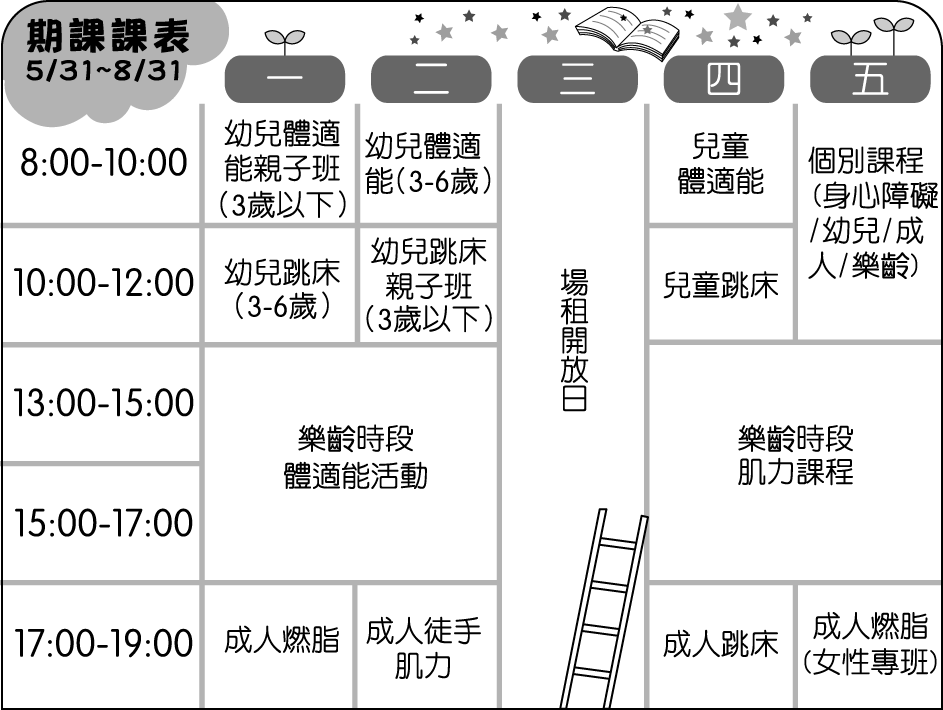 期課課表
5/31~8/31
一
二
三
四
五
8:00-10:00
幼兒體適
能親子班
(3歲以下)
幼兒體適
能(3-6歲)
兒童
體適能
個別課程
(身心障礙
/幼兒/成
人/樂齡)
10:00-12:00
幼兒跳床
(3-6歲)
幼兒跳床
親子班
(3歲以下)
場租開放日
兒童跳床
13:00-15:00
樂齡時段
體適能活動
樂齡時段
肌力課程
15:00-17:00
17:00-19:00
成人燃脂
成人徒手
肌力
成人跳床
成人燃脂
(女性專班)